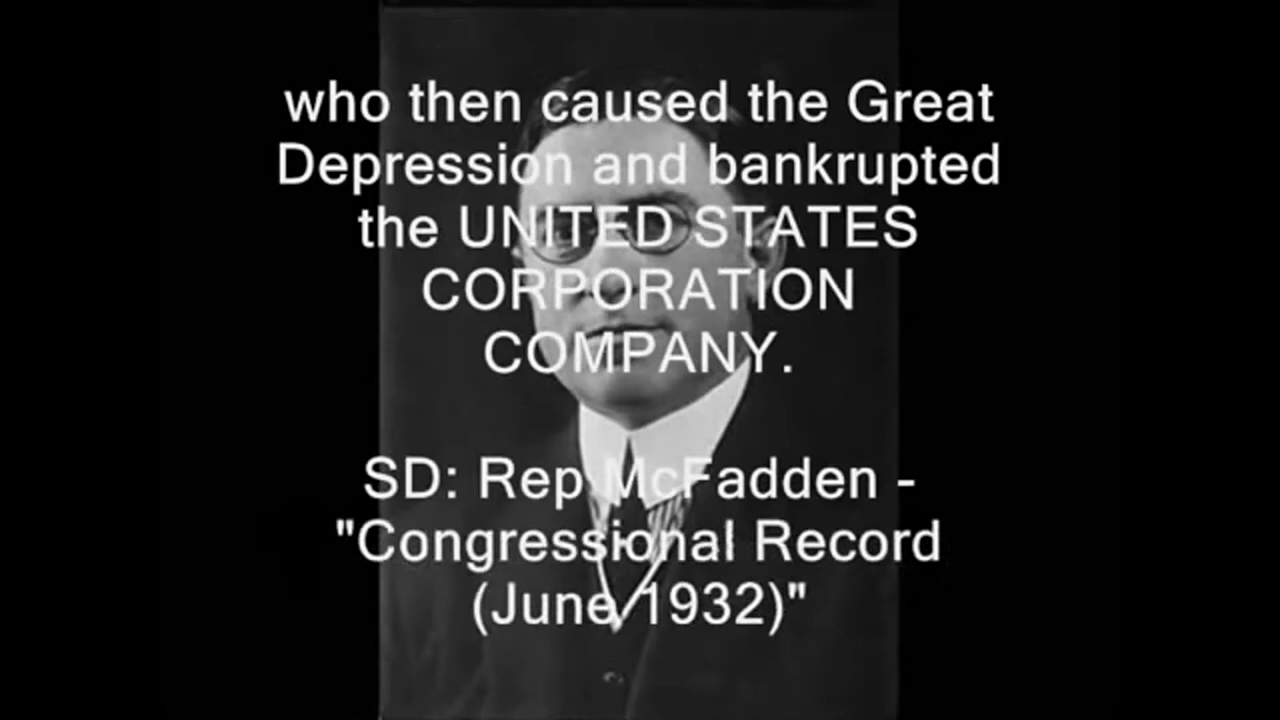 who then caused the Great
Depression and bankrupted
the UNITED STATES
CORPORATION
COMPANY.
SD: Rep McFadden -
"Congressional Record
(June 1932)"